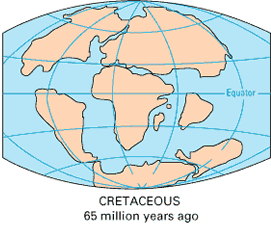 Equator
CRETACEOUS
65 million years ago